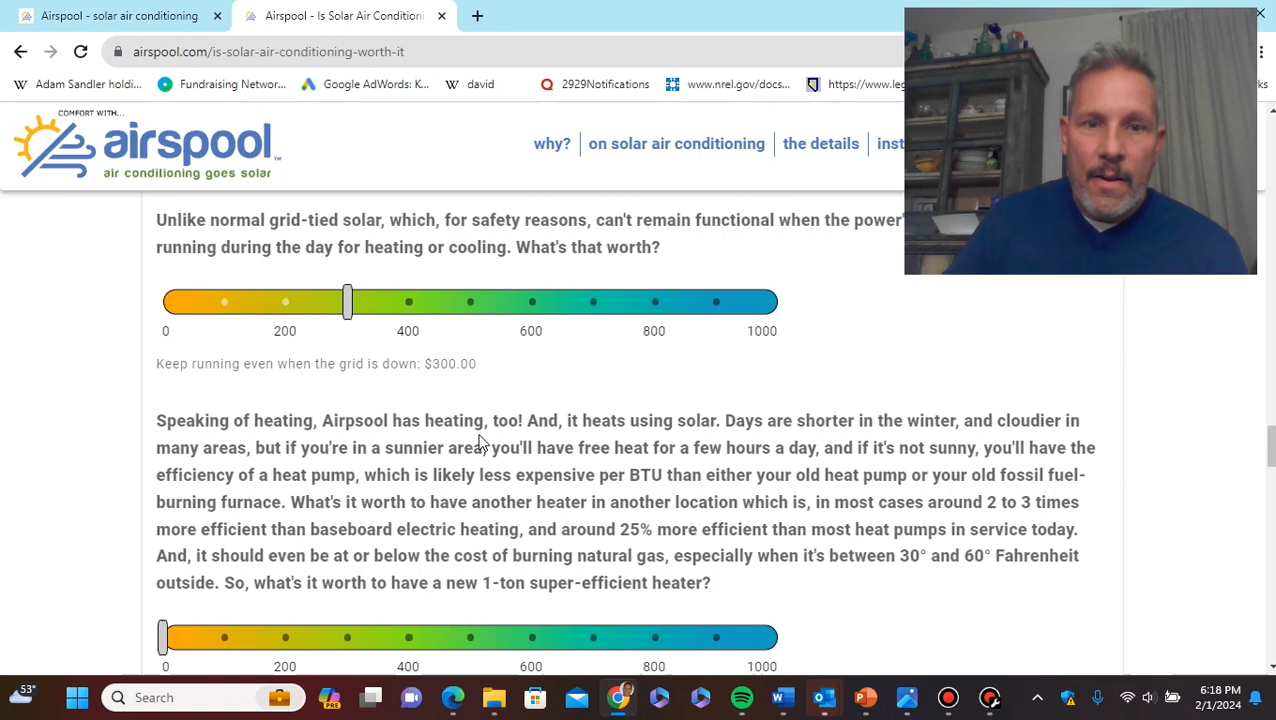 Airspool - solar air conditioning
Airspool - Is Solar Air Condition
airspool.com/is-solar-air-conditioning-worth-it
Adam Sandler holdi...
Fundraising Network...
Google AdWords: K...
david
2929Notifications
www.nrel.gov/docs...
https://www.leg
ks
COMFORT WITH...
airspool™
air conditioning goes solar
why?
on solar air conditioning
the details
inst
Unlike normal grid-tied solar, which, for safety reasons, can't remain functional when the power'
running during the day for heating or cooling. What's that worth?
0 200 400 600 800 1000
Keep running even when the grid is down: $300.00
Speaking of heating, Airpsool has heating, too! And, it heats using solar. Days are shorter in the winter, and cloudier in
many areas, but if you're in a sunnier area, you'll have free heat for a few hours a day, and if it's not sunny, you'll have the
efficiency of a heat pump, which is likely less expensive per BTU than either your old heat pump or your old fossil fuel-
burning furnace. What's it worth to have another heater in another location which is, in most cases around 2 to 3 times
more efficient than baseboard electric heating, and around 25% more efficient than most heat pumps in service today.
And, it should even be at or below the cost of burning natural gas, especially when it's between 30° and 60° Fahrenheit
outside. So, what's it worth to have a new 1-ton super-efficient heater?
0 200 400 600 800 1000
53°
Search
PRE
6:18 PM
2/1/2024